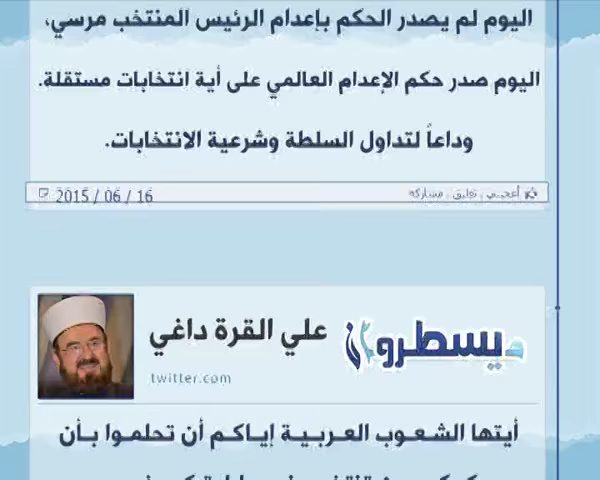 اليوم لم يصدر الحكم بإعدام الرئيس المنتخب مرسي،
اليوم صدر حكم الإعدام العالمي على أية انتخابات مستقلة.
وداعاً لتداول السلطة وشرعية الانتخابات.
أعجبني . تعليق . مشاركة
2015 / 06 / 16
يسطرون
علي القرة داغي
twitter.com
أيتها الشعوب العربية إياكم أن تحلموا بأن